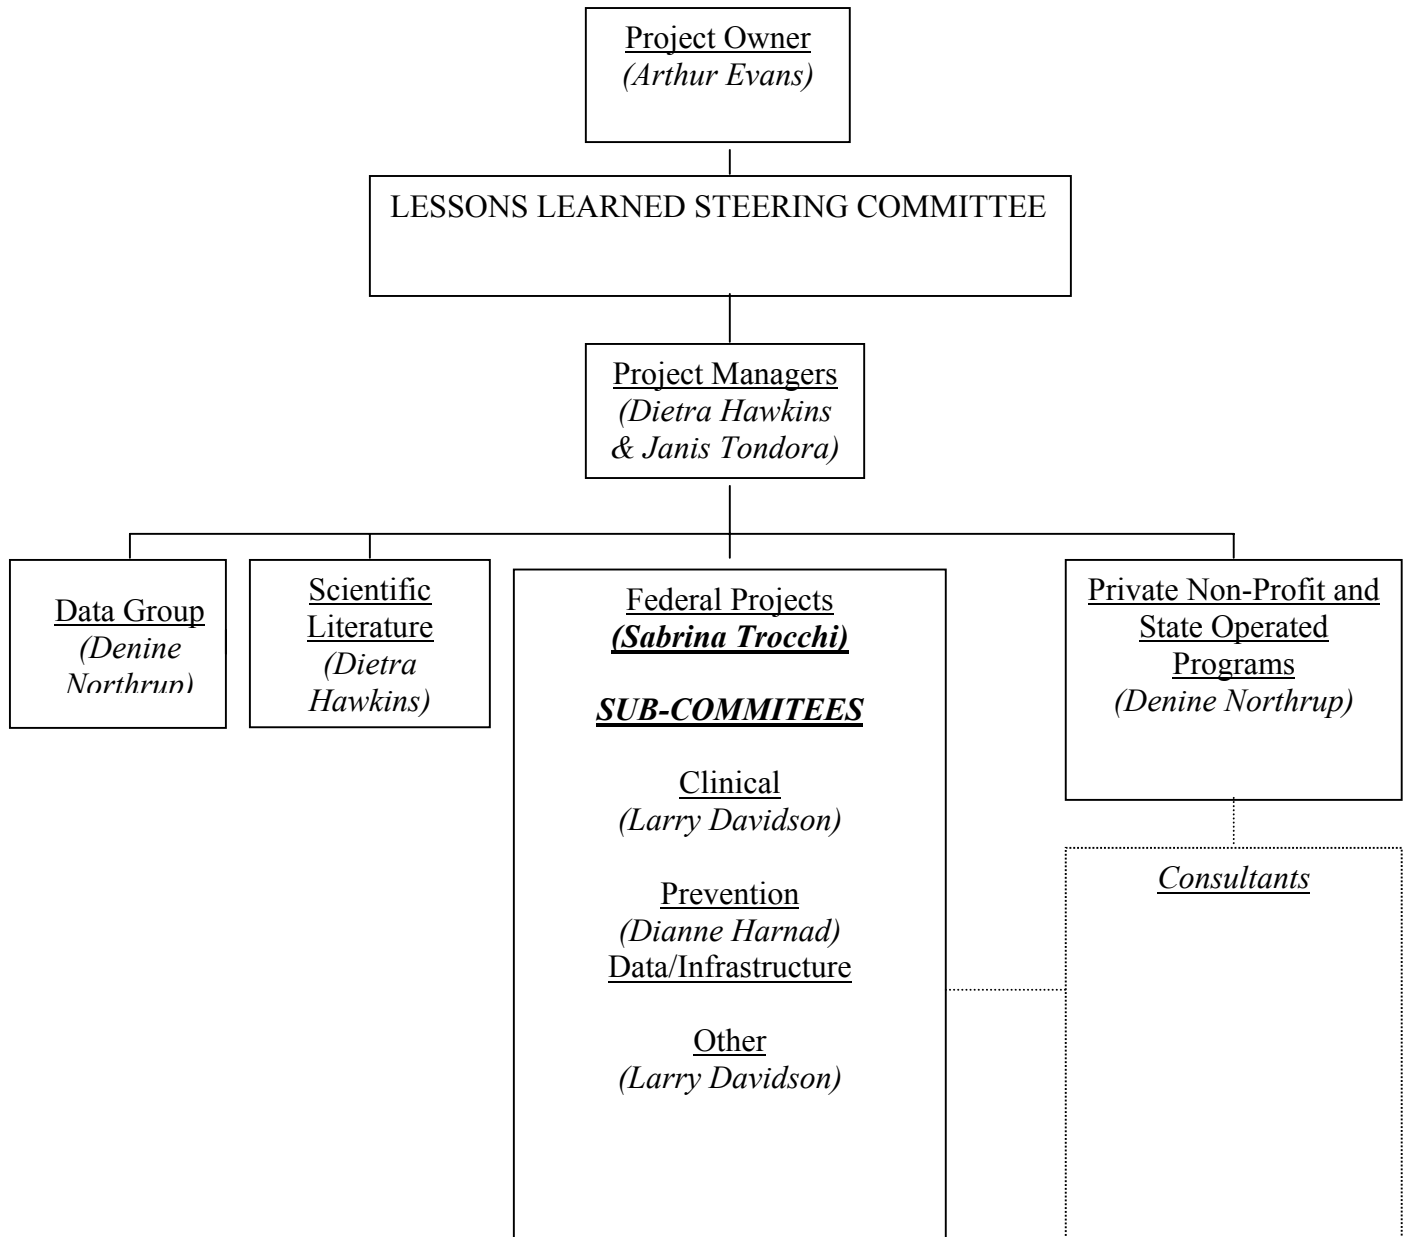 Project Owner
(Arthur Evans)
LESSONS LEARNED STEERING COMMITTEE
Project Managers
(Dietra Hawkins
& Janis Tondora)
Data Group
(Denine
Northrup)
Scientific
Literature
(Dietra
Hawkins)
Federal Projects
(Sabrina Trocchi)
SUB-COMMITEES
Clinical
(Larry Davidson)
Prevention
(Dianne Harnad)
Data/Infrastructure
Other
(Larry Davidson)
Private Non-Profit and
State Operated
Programs
(Denine Northrup)
Consultants